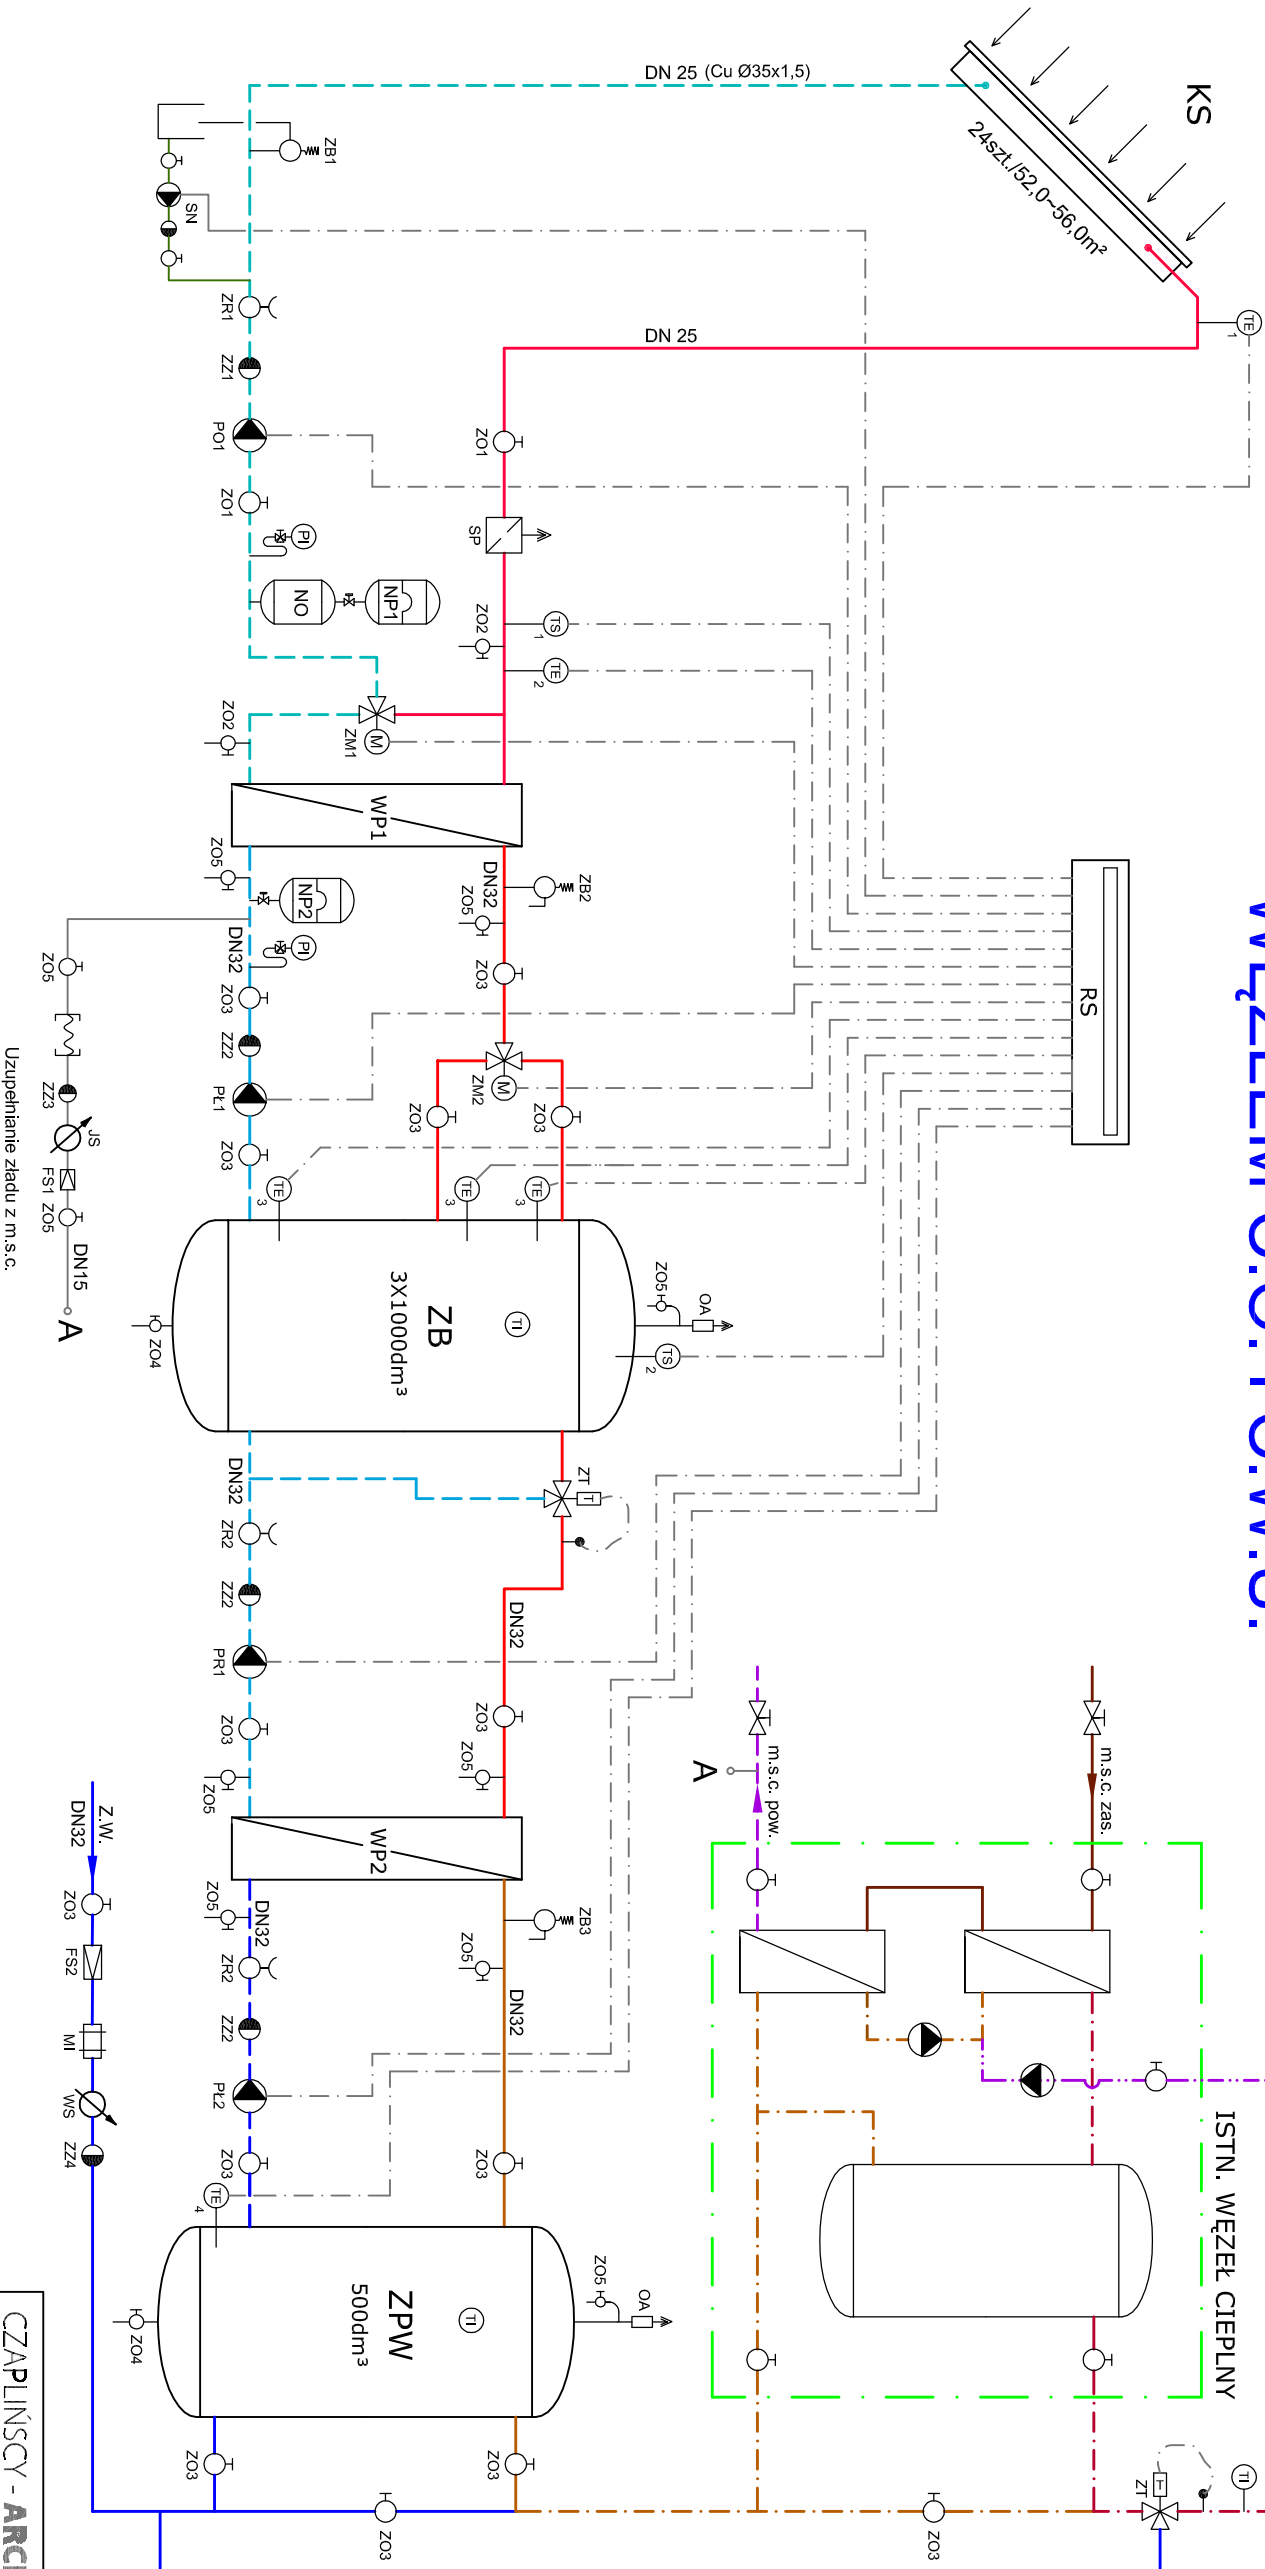 KS
24szt./52,0~56,0m²
TE
1
DN 25 (Cu Ø35x1,5)
DN 25
ZB1
SN
ZR1
ZZ1
PO1
ZO1
PI
NO
NP1
ZO1
SP
ZO2
TS
1
TE
2
ZO2
M
ZM1
WP1
RS
ZO5
NP2
DN32
PI
ZO3
ZZ2
PŁ1
ZO3
DN32
ZB2
ZO5
ZO3
M
ZM2
ZO3
ZO3
TE
3
TE
3
TE
3
ZO5
ZZ3
JS
FS1
ZO5
DN15
A
Uzupełnianie zładu z m.s.c.
ZB
3X1000dm³
TI
ZO5
OA
TS
2
ZO4
DN32
ZR2
ZZ2
PR1
ZO3
ZO5
ZT
T
DN32
ZO3
ZO5
WP2
ZO5
DN32
ZR2
ZZ2
PŁ2
ZO3
TE
4
ZB3
ZO5
DN32
ZO3
Z.W.
DN32
ZO3
FS2
MI
WS
ZZ4
ZPW
500dm³
TI
ZO5
OA
ZO4
ZO3
ZO3
ZO3
ZO3
m.s.c. zas.
m.s.c. pow.
A
ISTN. WĘZEŁ CIEPLNY
ZT
T
TI
WĘZŁEM C.O. I C.W.U.
CZAPLIŃSCY -